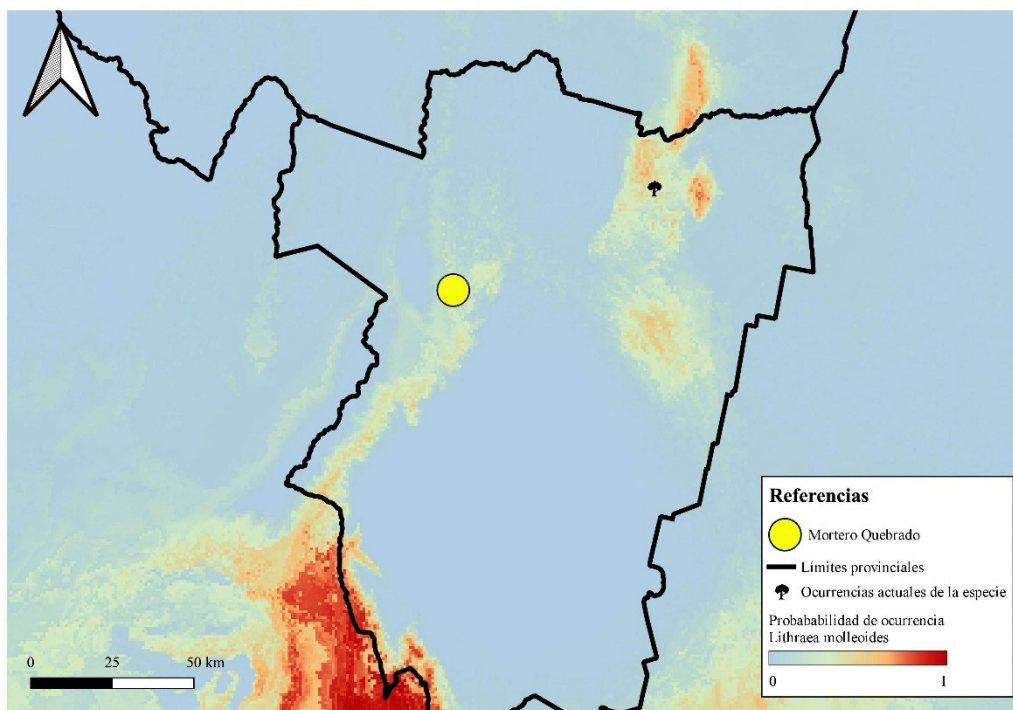 0 25 50 km
Referencias
Mortero Quebrado
Límites provinciales
Ocurrencias actuales de la especie
Probababilidad de ocurrencia
Lithraea molleoides
0 1